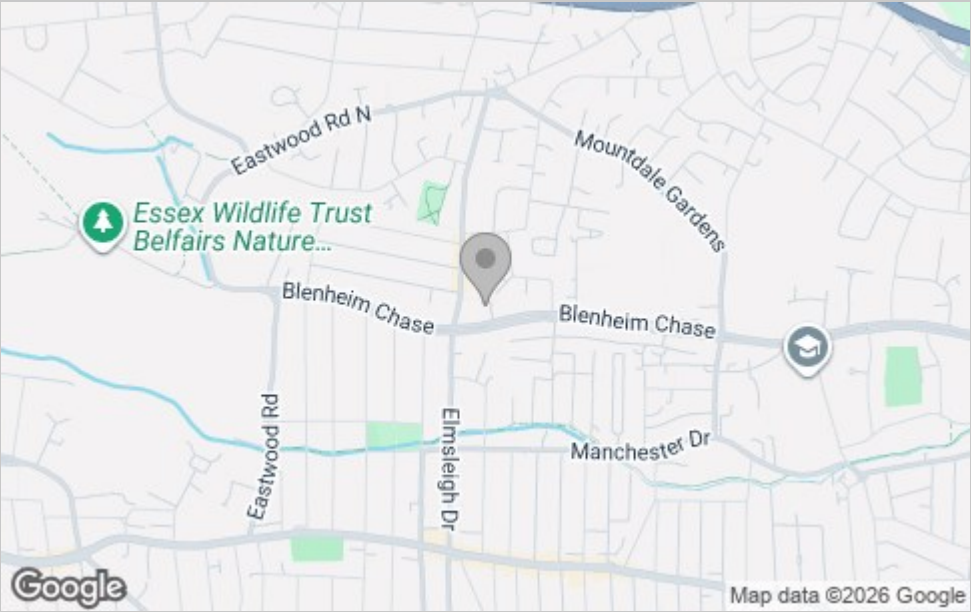 Eastwood Rd N
Mountdale Gardens
Essex Wildlife Trust
Belfairs Nature...
Blenheim Chase
Blenheim Chase
Eastwood Rd
Elmsleigh Dr
Manchester Dr
Google
Map data ©2026 Google